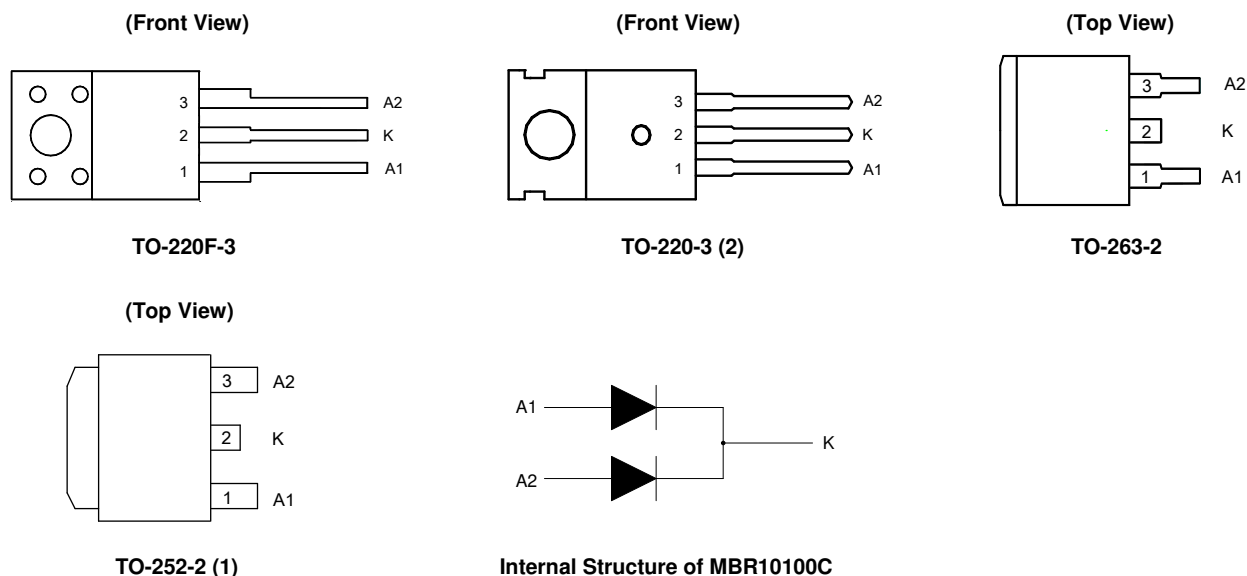 (Front View)
3
A2
2
K
1
A1
TO-220F-3
(Front View)
3
A2
2
K
1
A1
TO-220-3 (2)
(Top View)
3
A2
2
K
1
A1
TO-263-2
(Top View)
3
A2
2
K
1
A1
TO-252-2 (1)
A1
A2
K
Internal Structure of MBR10100C